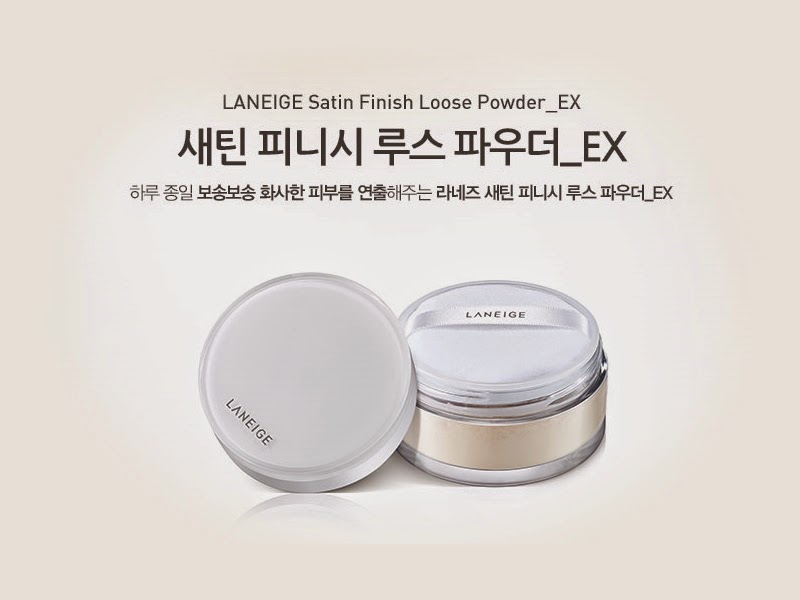 LANEIGE Satin Finish Loose Powder_EX
새틴 피니시 루스 파우더_EX
하루 종일 보송보송 화사한 피부를 연출해주는 라네즈 새틴 피니시 루스 파우더_EX
LANEIGE
LANEIGE